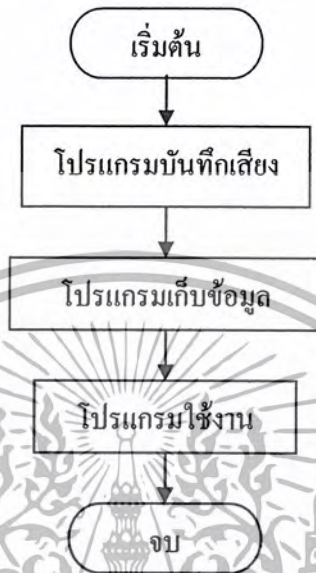 เริ่มต้น
โปรแกรมบันทึกเสียง
โปรแกรมเก็บข้อมูล
โปรแกรมใช้งาน
จบ